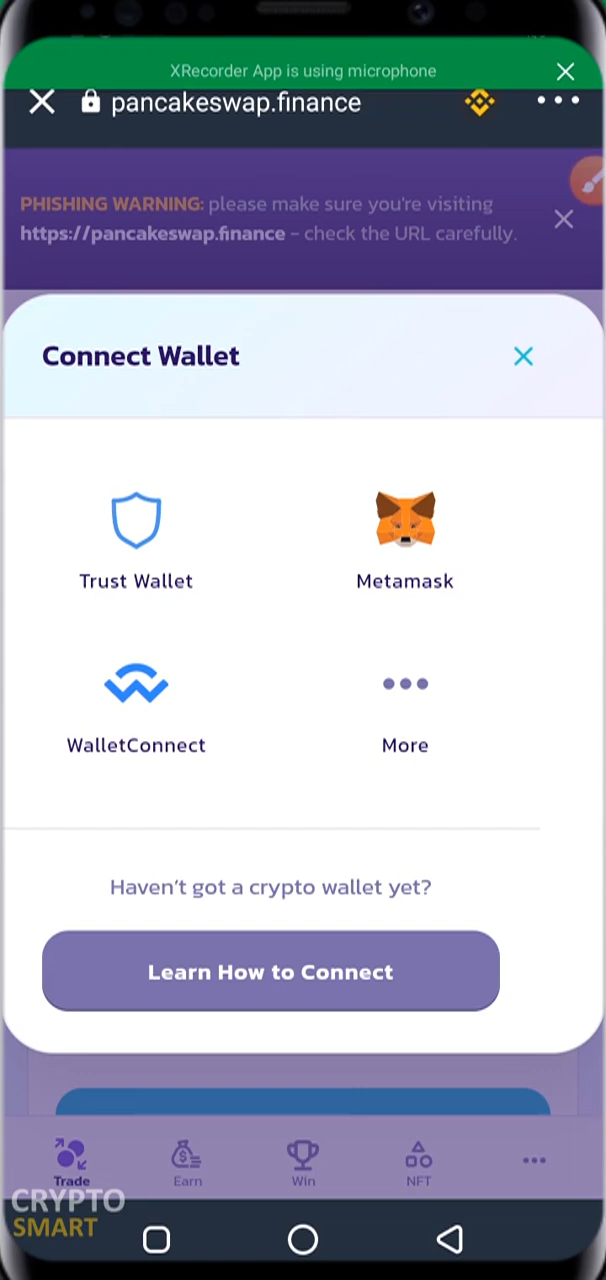 XRecorder App is using microphone
pancakeswap.finance
PHISHING WARNING: please make sure you're visiting
https://pancakeswap.finance - check the URL carefully.
Connect Wallet
Trust Wallet
Metamask
WalletConnect
More
Haven't got a crypto wallet yet?
Learn How to Connect
Trade
Earn
Win
NFT
CRYPTO
SMART